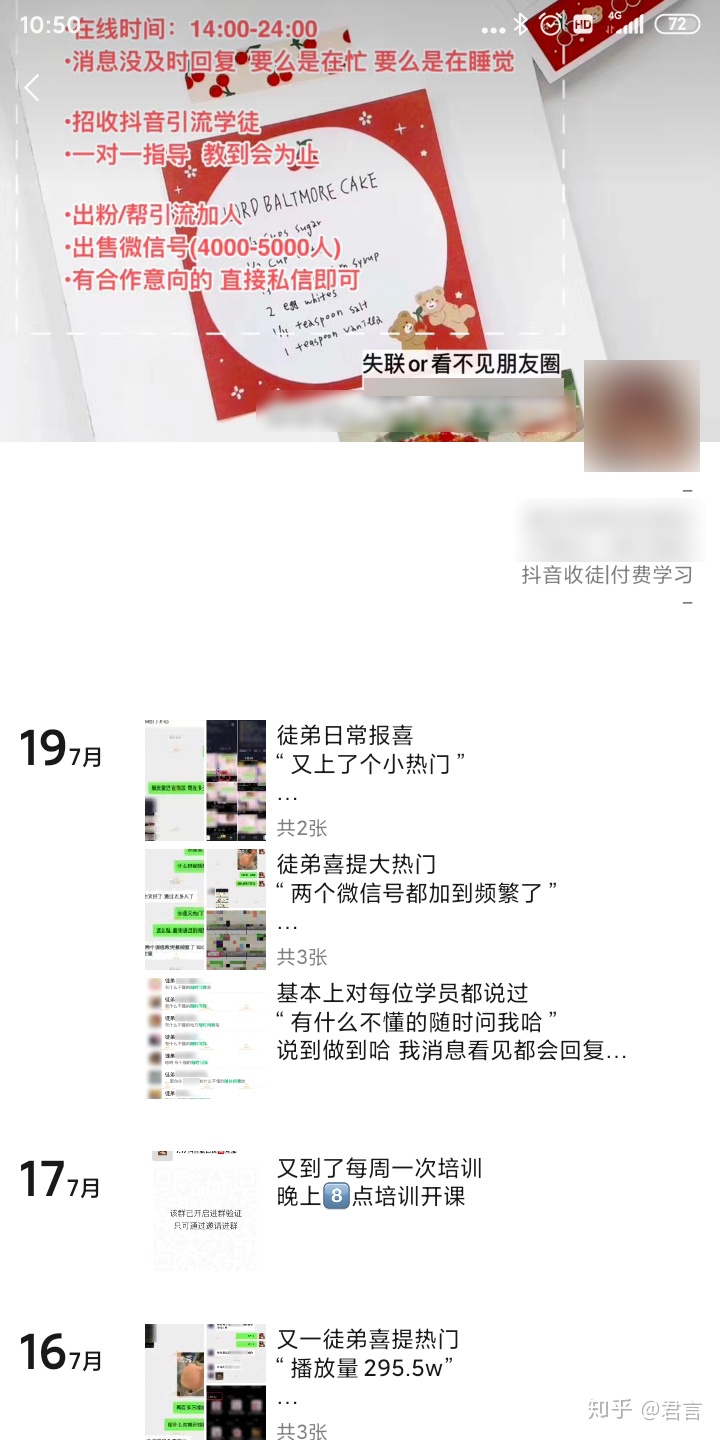 10:50
4G
HD
72
·在线时间：14:00-24:00
·消息没及时回复 要么是在忙 要么是在睡觉
·招收抖音引流学徒
·一对一指导 教到会为止
·出粉/帮引流加人
·出售微信号(4000-5000人)
·有合作意向的 直接私信即可
BALTMORE CAKE
sugar
syrup
2 egg whites
teaspoon salt
1 teaspoon vanilla
失联or看不见朋友圈
–
抖音收徒|付费学习
–
19 7月
徒弟日常报喜
“ 又上了个小热门 ”
...
共2张
徒弟喜提大热门
“ 两个微信号都加到频繁了 ”
...
共3张
基本上对每位学员都说过
“ 有什么不懂的随时问我哈 ”
说到做到哈 我消息看见都会回复...
17 7月
该群已开启进群验证
只可通过邀请进群
又到了每周一次培训
晚上8️⃣点培训开课
16 7月
又一徒弟喜提热门
“ 播放量 295.5w”
...
共3张
知乎 @君言